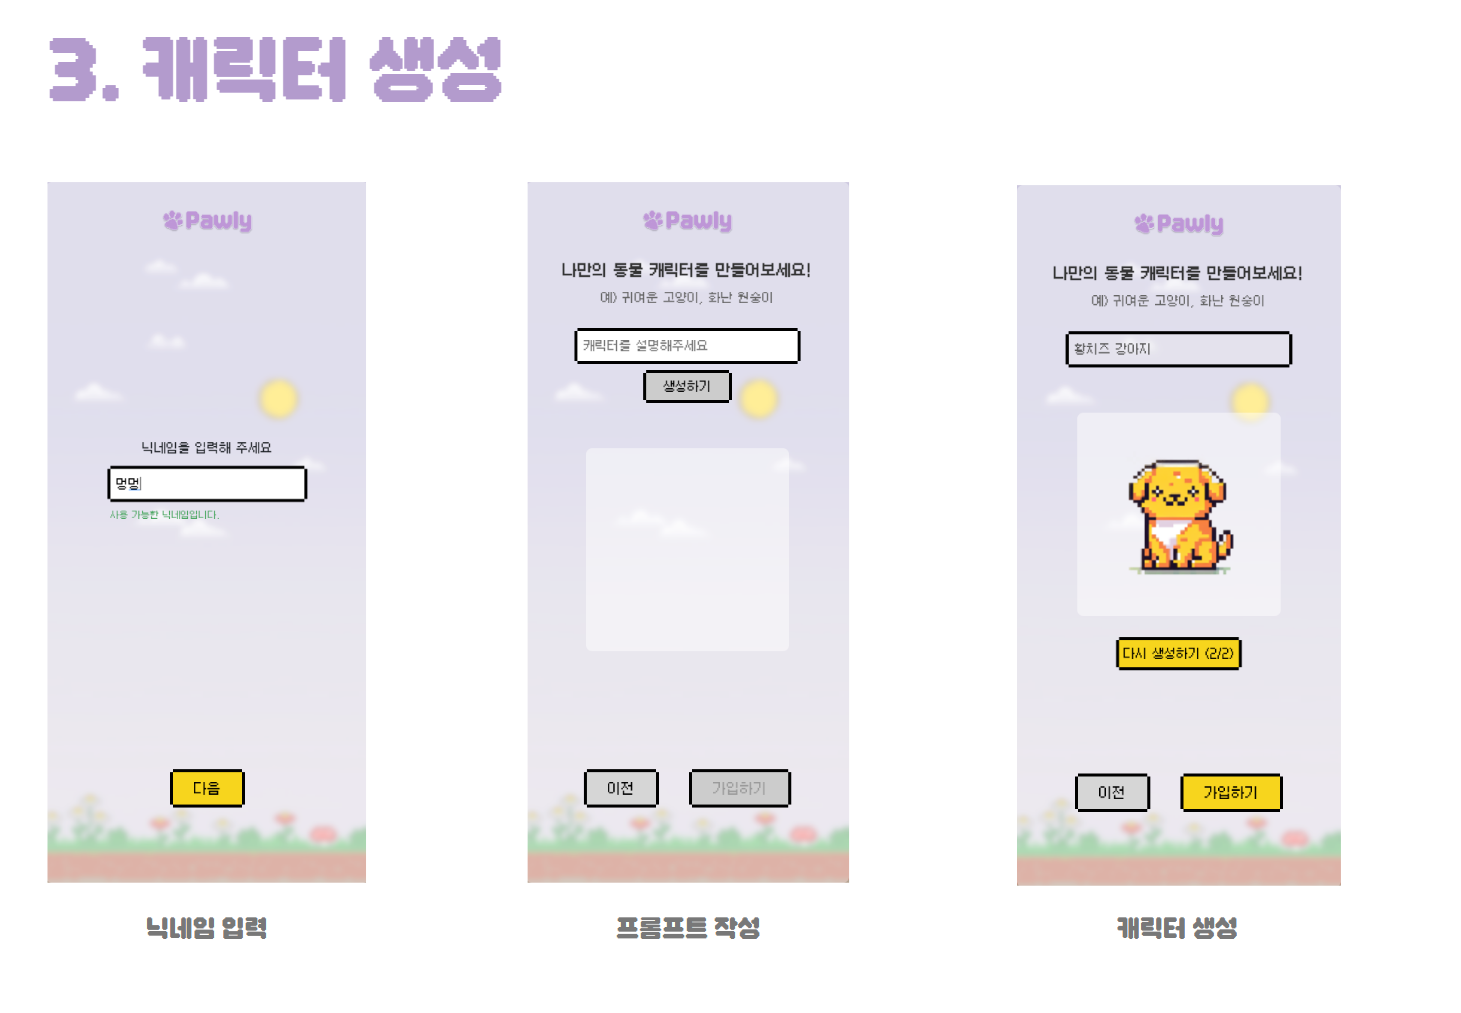 3. 캐릭터 생성
Pawly
닉네임을 입력해 주세요
멍멍
사용 가능한 닉네임입니다.
다음
닉네임 입력
Pawly
나만의 동물 캐릭터를 만들어보세요!
예) 귀여운 고양이, 화난 원숭이
캐릭터를 설명해주세요
생성하기
이전
가입하기
프롬프트 작성
Pawly
나만의 동물 캐릭터를 만들어보세요!
예) 귀여운 고양이, 화난 원숭이
황치즈 강아지
다시 생성하기 (2/2)
이전
가입하기
캐릭터 생성